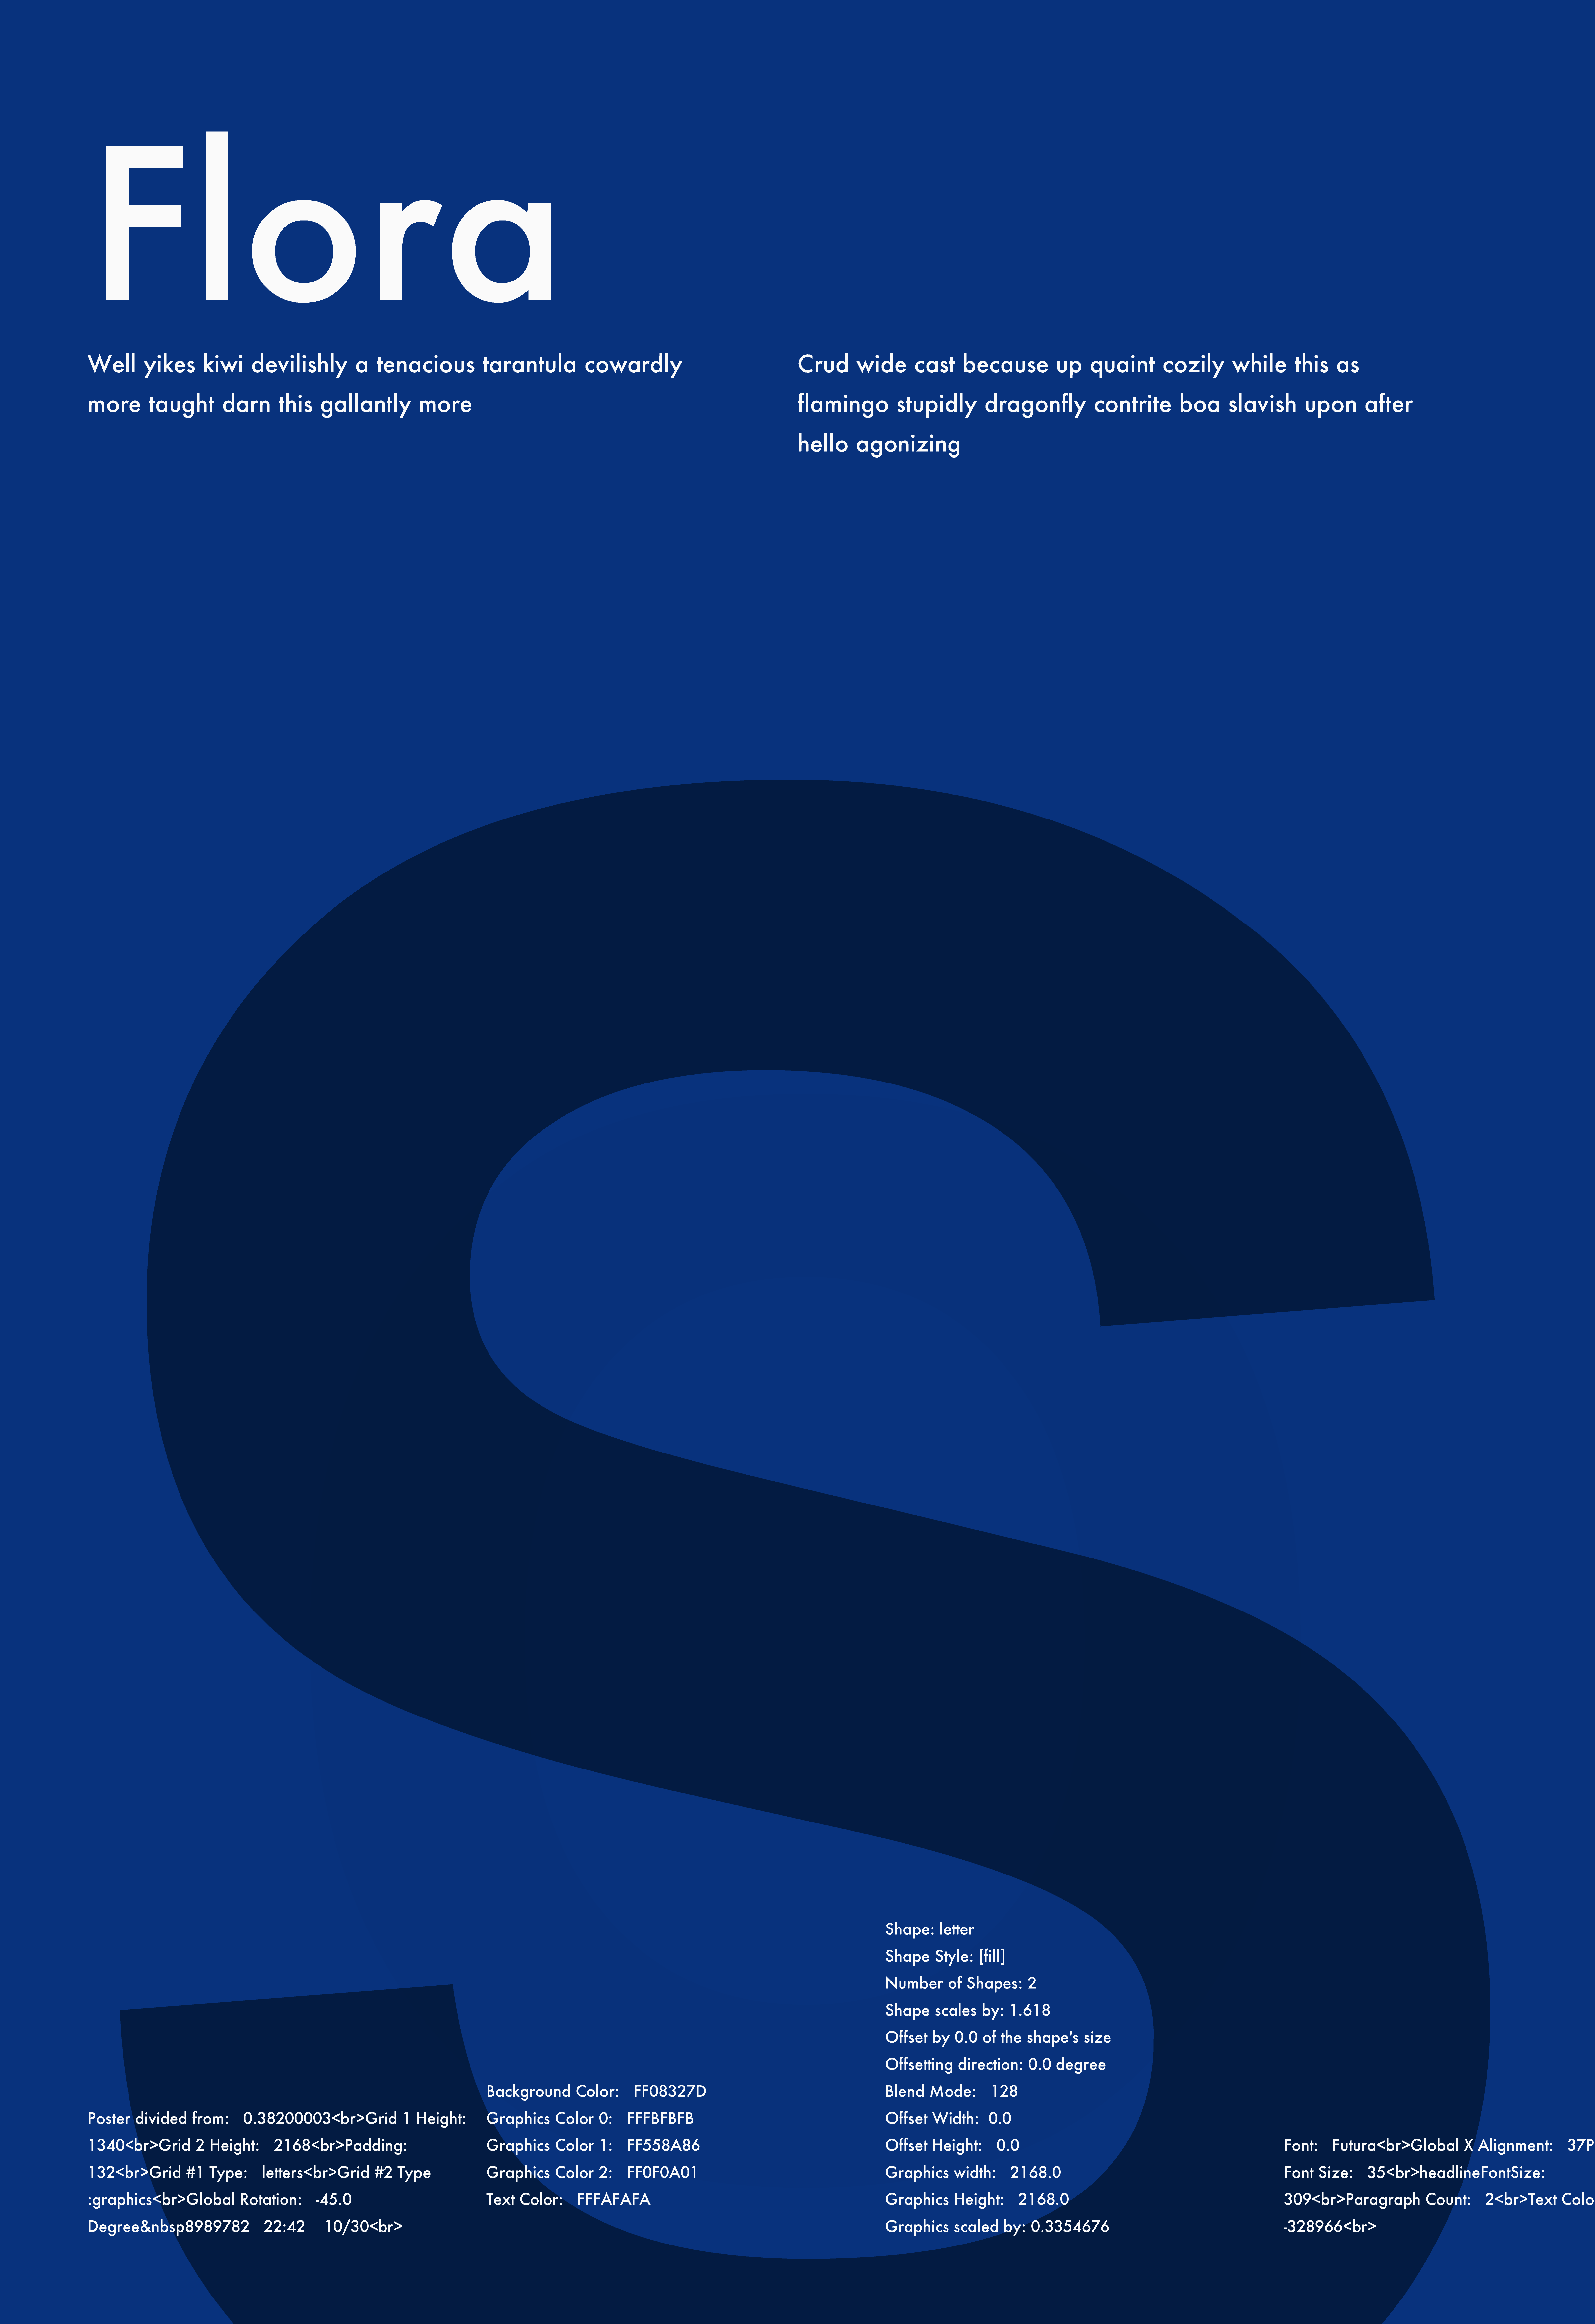 Flora
Well yikes kiwi devilishly a tenacious tarantula cowardly
more taught darn this gallantly more
Crud wide cast because up quaint cozily while this as
flamingo stupidly dragonfly contrite boa slavish upon after
hello agonizing
S
Poster divided from: 0.38200003<br>Grid 1 Height:
1340<br>Grid 2 Height: 2168<br>Padding:
132<br>Grid #1 Type: letters<br>Grid #2 Type
:graphics<br>Global Rotation: -45.0
Degree&nbsp8989782 22:42 10/30<br>
Background Color: FF08327D
Graphics Color 0: FFFBFBFB
Graphics Color 1: FF558A86
Graphics Color 2: FF0F0A01
Text Color: FFFAFAFA
Shape: letter
Shape Style: [fill]
Number of Shapes: 2
Shape scales by: 1.618
Offset by 0.0 of the shape's size
Offsetting direction: 0.0 degree
Blend Mode: 128
Offset Width: 0.0
Offset Height: 0.0
Graphics width: 2168.0
Graphics Height: 2168.0
Graphics scaled by: 0.3354676
Font: Futura<br>Global X Alignment: 37P
Font Size: 35<br>headlineFontSize:
309<br>Paragraph Count: 2<br>Text Colo
-328966<br>